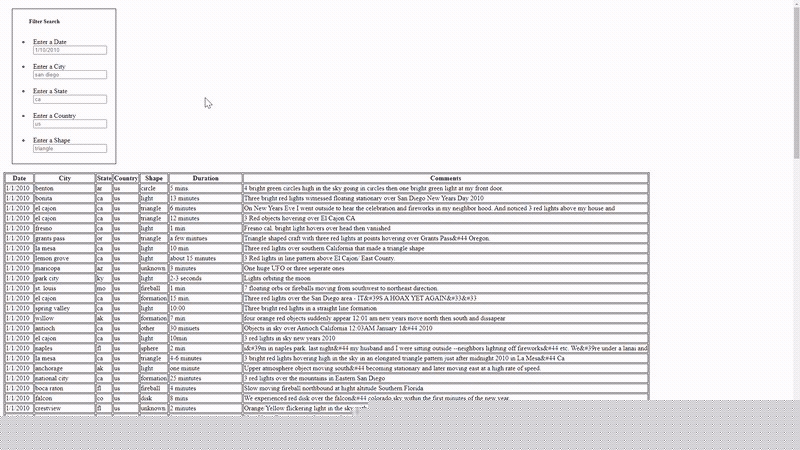 Filter Search
Enter a Date
1/10/2010
Enter a City
san diego
Enter a State
ca
Enter a Country
us
Enter a Shape
triangle
Date City State Country Shape Duration Comments
1/1/2010 benton ar us circle 5 mins 4 bright green circles high in the sky going in circles then one bright green light at my front door.
1/1/2010 bonita ca us light 13 minutes Three bright red lights witnessed floating stationary over San Diego New Years Day 2010
1/1/2010 el cajon ca us triangle 6 minutes On New Years Eve I went outside to hear the celebration and fireworks in my neighbor hood. And noticed 3 red lights above my house and
1/1/2010 el cajon ca us triangle 12 minutes 3 Red objects hovering over El Cajon CA
1/1/2010 fresno ca us light 1 min Fresno cal. bright light hovers over head then vanished
1/1/2010 grants pass or us triangle a few mintues Triangle shaped craft with three red lights at points hovering over Grants Pass&#44 Oregon.
1/1/2010 la mesa ca us light 10 min Three red lights over southern California that made a triangle shape
1/1/2010 lemon grove ca us light about 15 minutes 3 Red lights in line pattern above El Cajon/ East County.
1/1/2010 maricopa az us unknown 3 minutes One huge UFO or three seperate ones
1/1/2010 park city ky us light 2-3 seconds Lights orbiting the moon
1/1/2010 st. louis mo us fireball 1 min 7 floating orbs or fireballs moving from southwest to northeast direction.
1/1/2010 el cajon ca us formation 15 min. Three red lights over the San Diego area - IT&#39S A HOAX YET AGAIN&#33&#33
1/1/2010 spring valley ca us light 10:00 Three bright red lights in a straight line formation
1/1/2010 willow ak us formation 7 min four orange red objects suddenly appear 12:01 am new years move north then south and dissapear
1/1/2010 antioch ca us other 30 minuets Objects in sky over Antioch California 12:03AM January 1&#44 2010
1/1/2010 el cajon ca us light 10min 3 red lights in sky new years 2010
1/1/2010 naples fl us sphere 2 min i&#39m in naples park. last night&#44 my husband and I were sitting outside --neighbors lighting off fireworks&#44 etc. We&#39re under a lanai and
1/1/2010 la mesa ca us triangle 4-6 minutes 3 bright red lights hovering high in the sky in an elongated triangle pattern just after midnight 2010 in La Mesa&#44 Ca
1/1/2010 anchorage ak us light one minute Upper atmosphere object moving south&#44 becoming stationary and later moving east at a high rate of speed.
1/1/2010 national city ca us formation 25 mintutes 3 red lights over the mountains in Eastern San Diego
1/1/2010 boca raton fl us fireball 4 minutes Slow moving fireball northbound at hight altitude Southern Florida
1/1/2010 falcon co us disk 8 mins We experienced red disk over the falcon&#44 colorado sky within the first minutes of the new year.
1/1/2010 crestview fl us unknown 2 minutes Orange Yellow flickering light in the sky